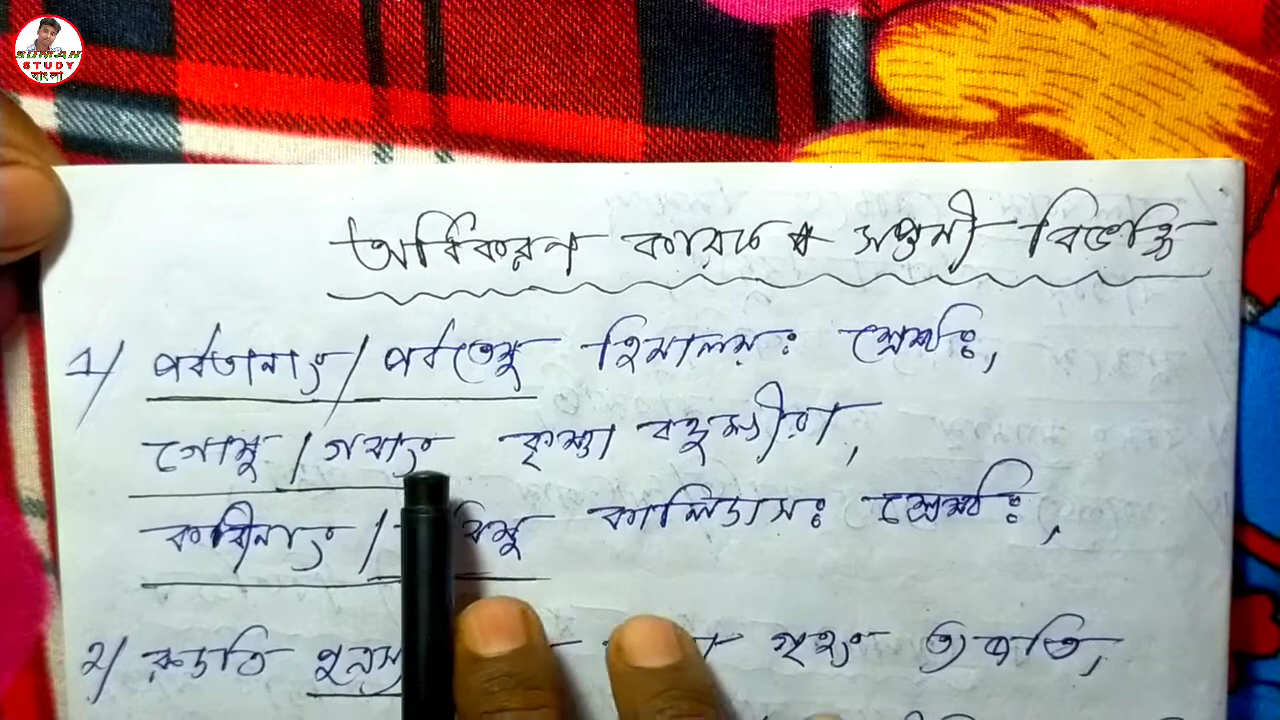 SUMAN
STUDY
বাংলা
অধিকরণ কারকে সপ্তমী বিভক্তি
১/ পর্বতানাং/পর্বতেষু হিমালয়ঃ শ্রেষ্ঠঃ,
গোষু/গবাং কৃষ্ণা বহুক্ষীরা,
কবীনাং/ বিষু কালিদাসঃ শ্রেষ্ঠঃ,
২/ রুদতি গৃহং ত্যজতি,